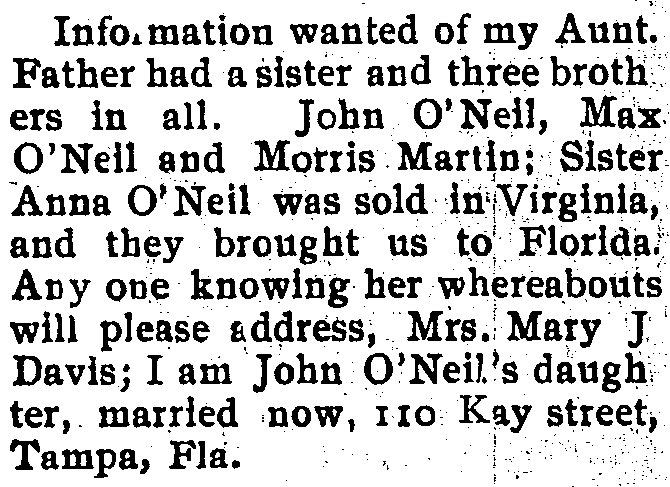 Information wanted of my Aunt.
Father had a sister and three broth
ers in all. John O'Neil, Max
O'Neil and Morris Martin; Sister
Anna O'Neil was sold in Virginia,
and they brought us to Florida.
Any one knowing her whereabouts
will please address, Mrs. Mary J
Davis; I am John O'Neil's daugh
ter, married now, 110 Kay street,
Tampa, Fla.